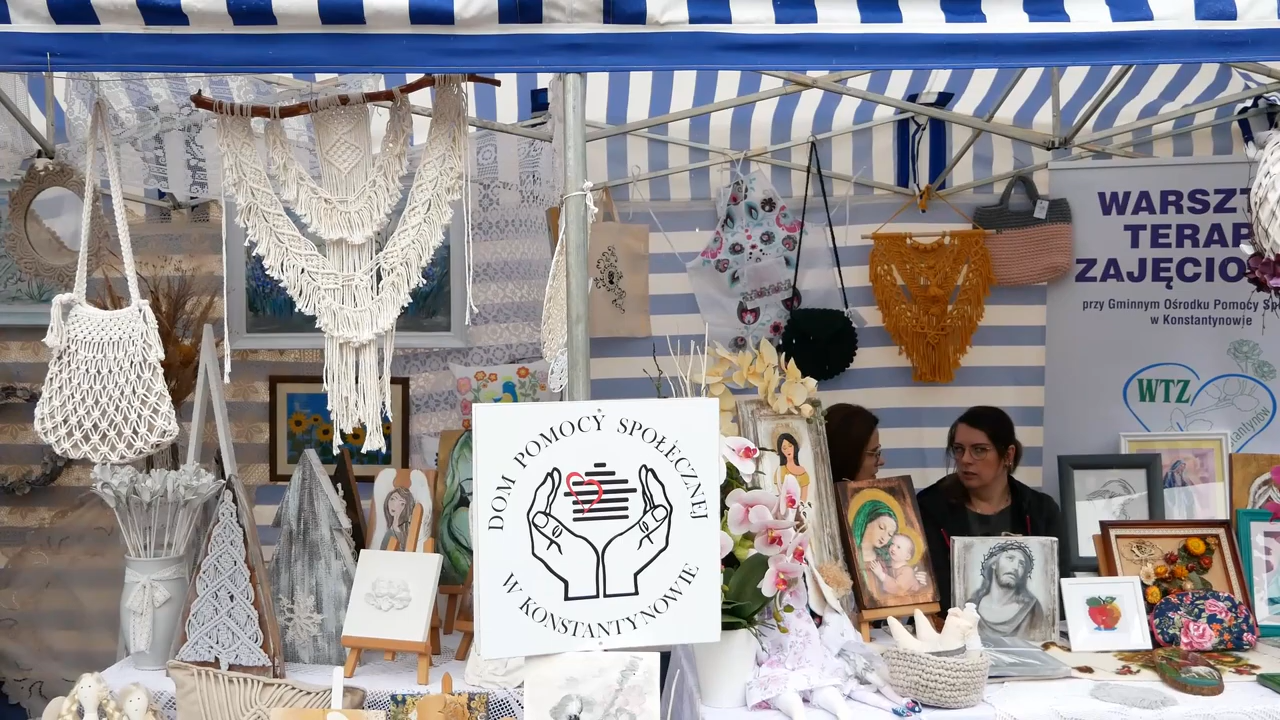 WARSZT
TERAP
ZAJĘCIO
przy Gminnym Ośrodku Pomocy Sp
w Konstantynowie
WTZ
DOM POMOCY SPOŁECZNEJ
W KONSTANTYNOWIE